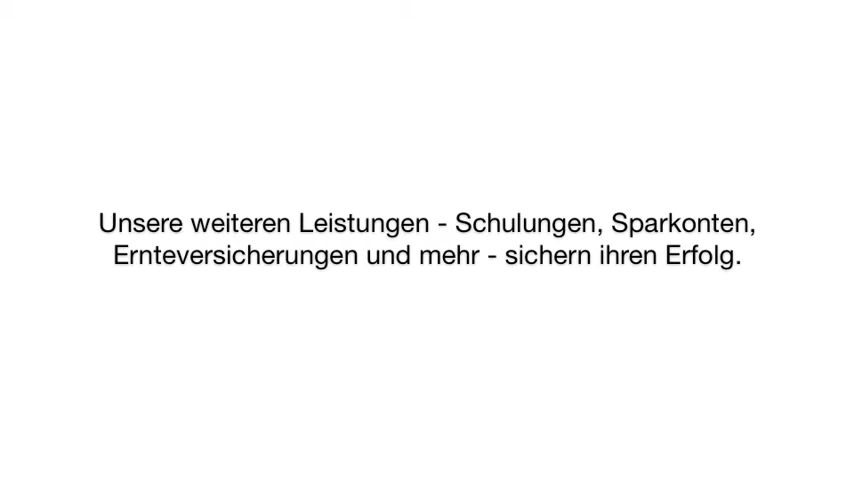 Unsere weiteren Leistungen - Schulungen, Sparkonten,
Ernteversicherungen und mehr - sichern ihren Erfolg.